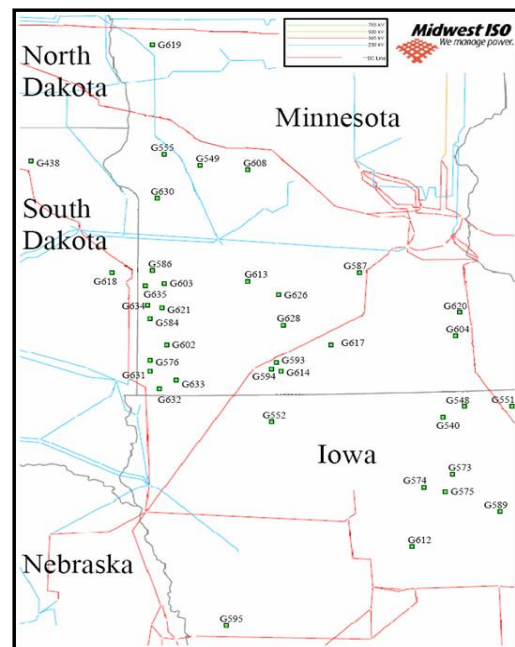 765 kV
500 kV
345 kV
230 kV
DC Line
Midwest ISO
We manage power.
North
Dakota
G619
Minnesota
G555
G549
G608
G438
G630
South
Dakota
G586
G618
G603
G635
G613
G587
G626
G634
G621
G584
G628
G620
G604
G602
G617
G576
G593
G594
G614
G631
G633
G632
G552
G548
G551
G540
Iowa
G573
G574
G575
G589
G612
Nebraska
G595